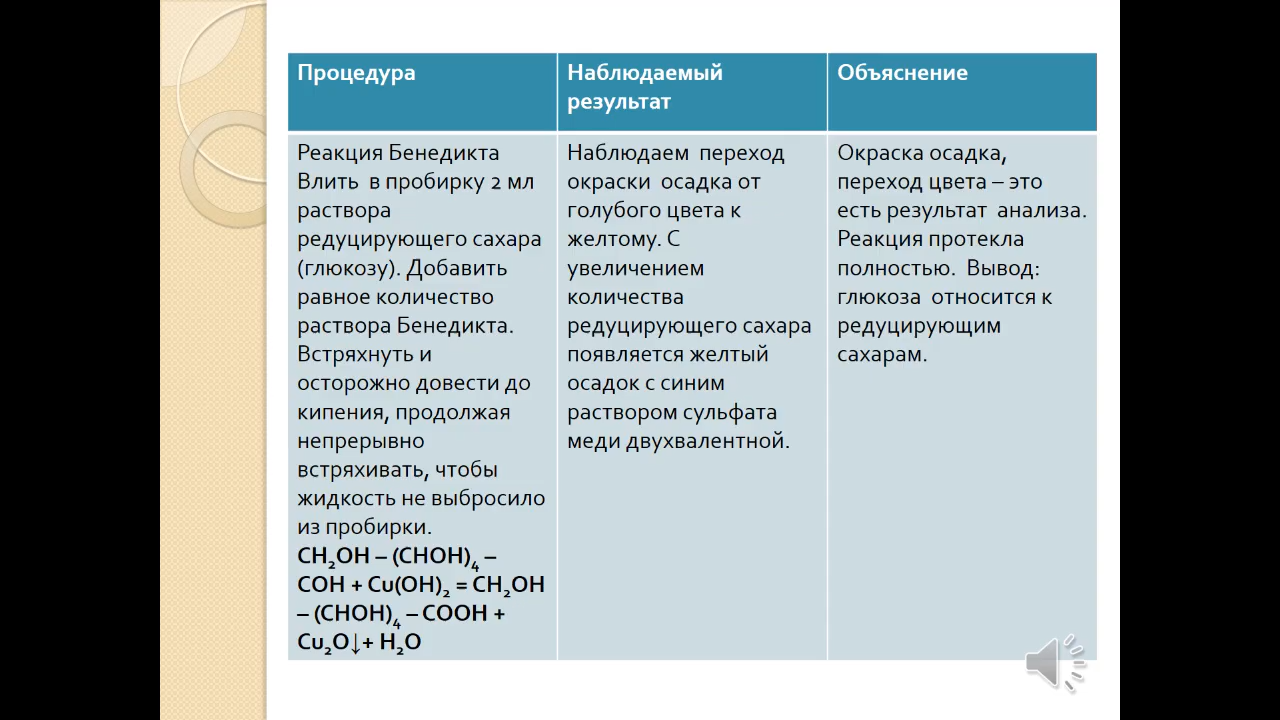 Процедура
Наблюдаемый
результат
Объяснение
Реакция Бенедикта
Влить в пробирку 2 мл
раствора
редуцирующего сахара
(глюкозу). Добавить
равное количество
раствора Бенедикта.
Встряхнуть и
осторожно довести до
кипения, продолжая
непрерывно
встряхивать, чтобы
жидкость не выбросило
из пробирки.
CH₂OH – (CHOH)₄ –
COH + Cu(OH)₂ = CH₂OH
– (CHOH)₄ – COOH +
Cu₂O↓+ H₂O
Наблюдаем переход
окраски осадка от
голубого цвета к
желтому. С
увеличением
количества
редуцирующего сахара
появляется желтый
осадок с синим
раствором сульфата
меди двухвалентной.
Окраска осадка,
переход цвета – это
есть результат анализа.
Реакция протекла
полностью. Вывод:
глюкоза относится к
редуцирующим
сахарам.